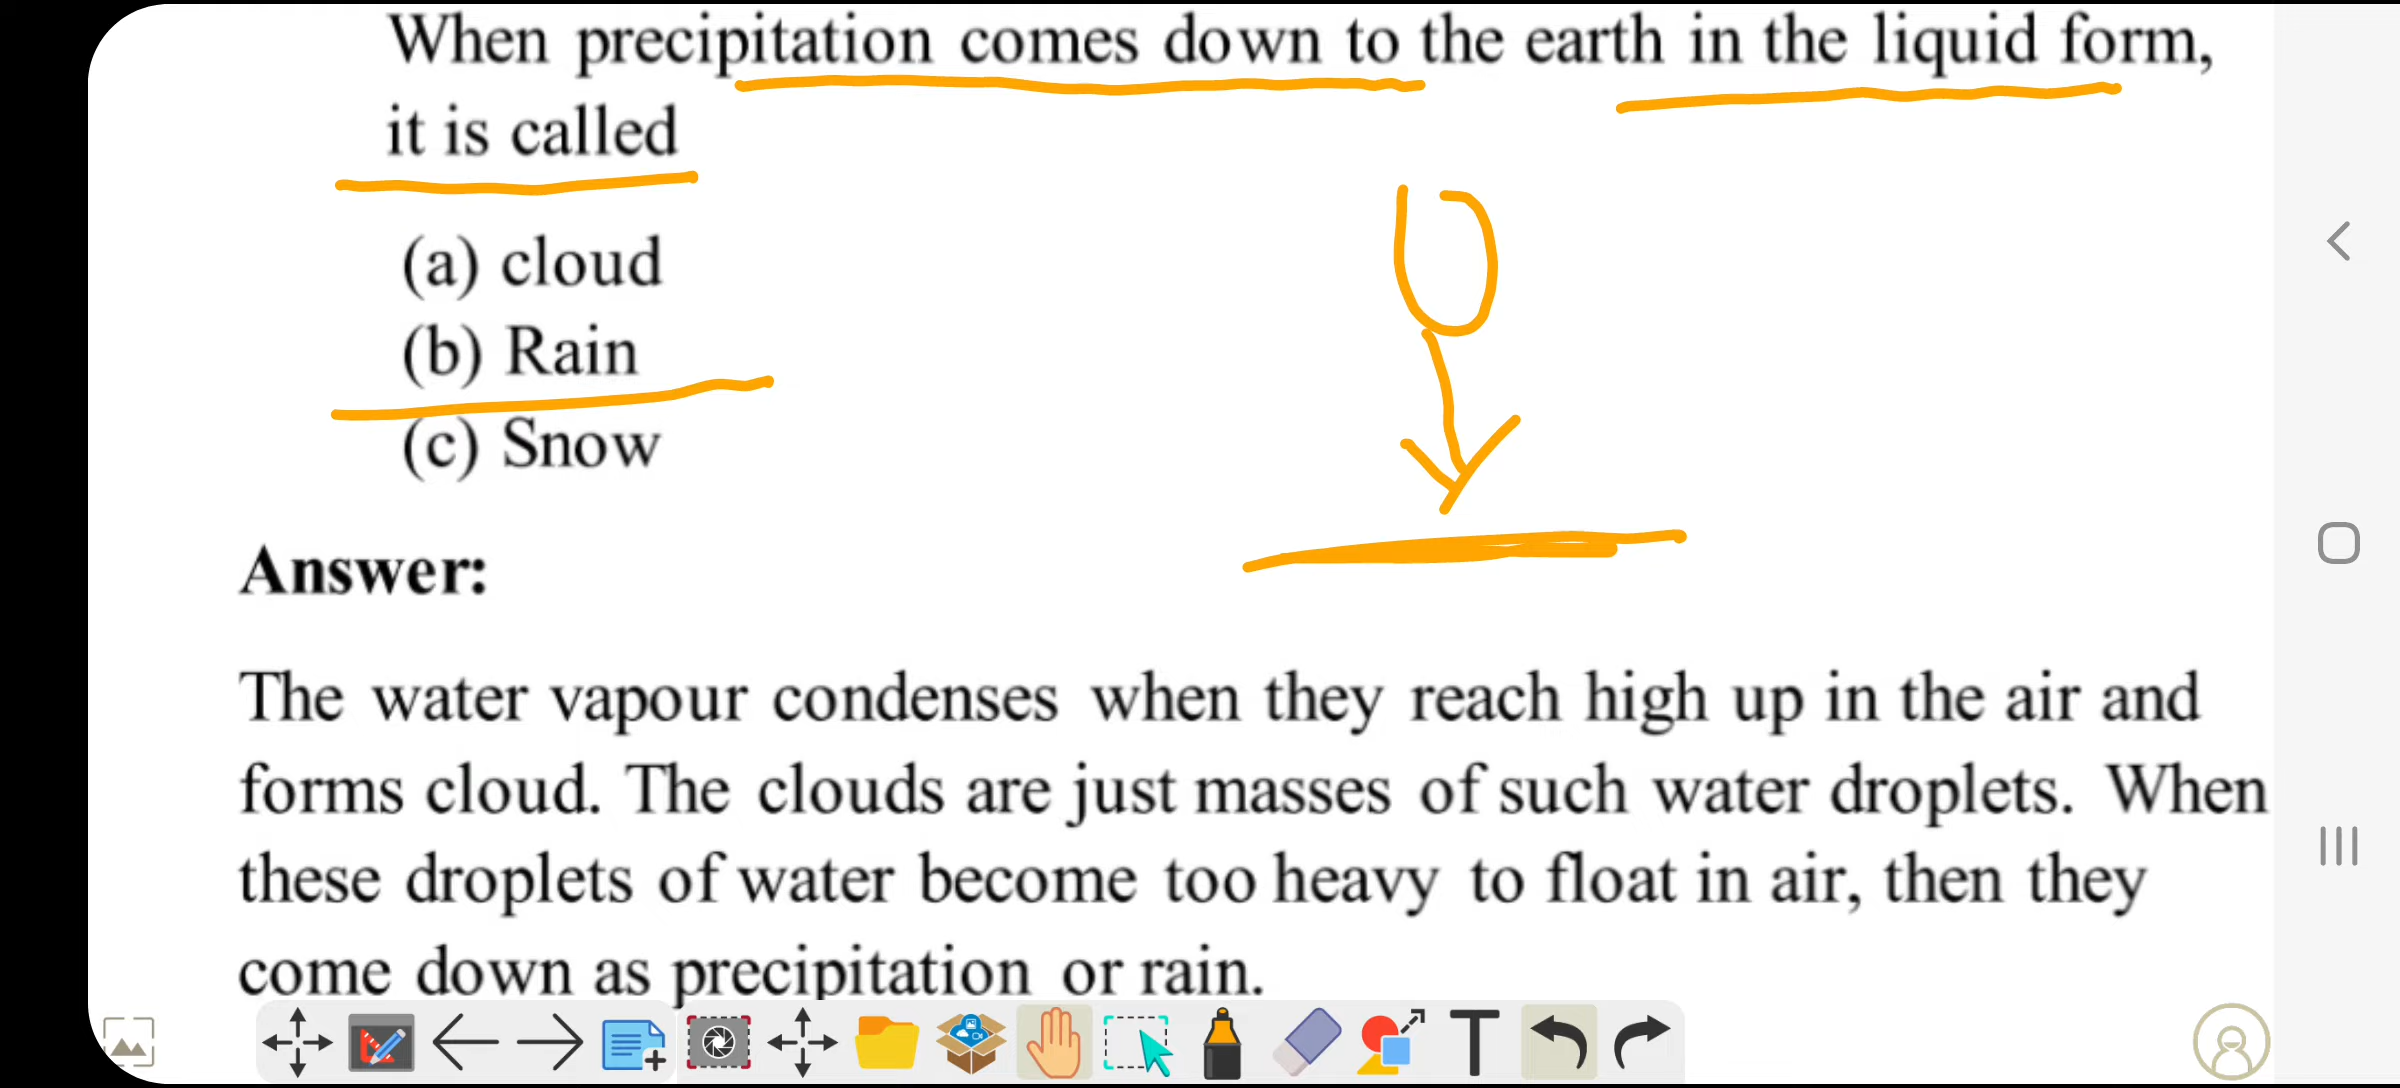 When precipitation comes down to the earth in the liquid form,
it is called
(a) cloud
(b) Rain
(c) Snow
Answer:
The water vapour condenses when they reach high up in the air and
forms cloud. The clouds are just masses of such water droplets. When
these droplets of water become too heavy to float in air, then they
come down as precipitation or rain.